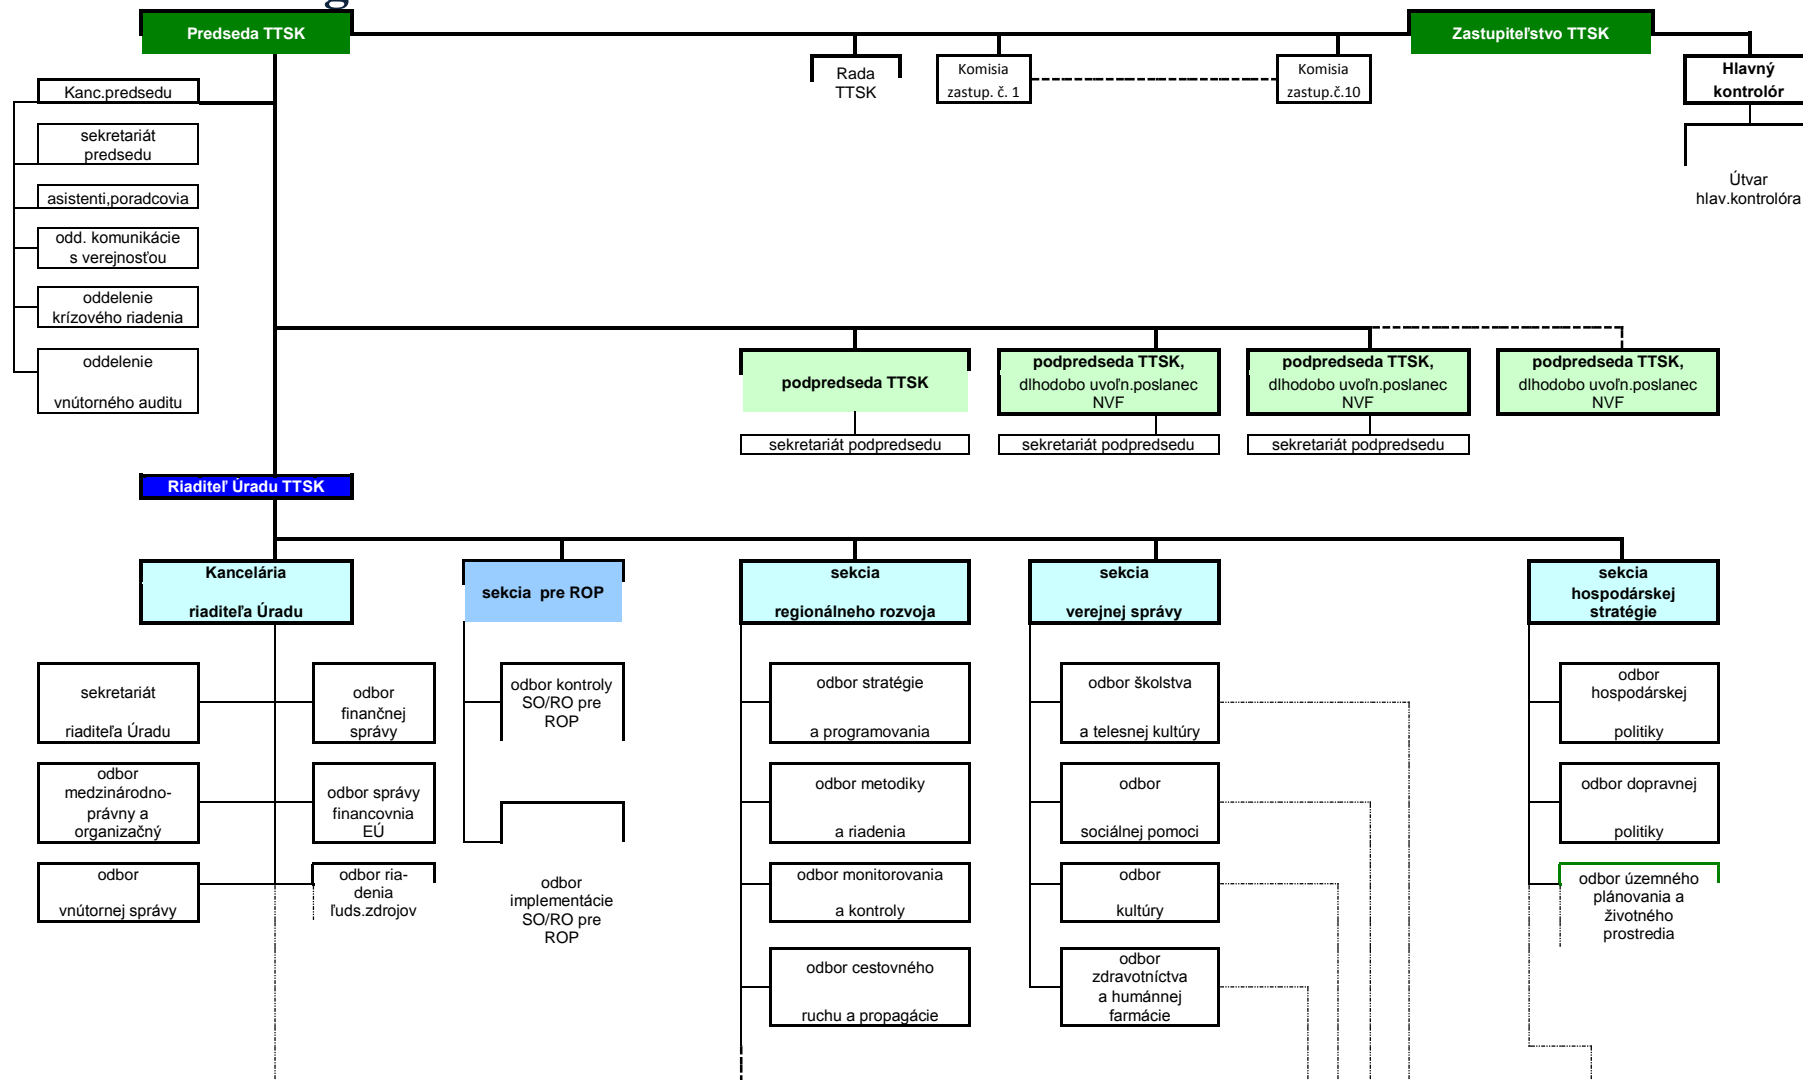 Predseda TTSK
Zastupiteľstvo TTSK
Rada
TTSK
Komisia
zastup. č. 1
Komisia
zastup.č.10
Hlavný
kontrolór
Útvar
hlav.kontrolóra
Kanc.predsedu
sekretariát
predsedu
asistenti,poradcovia
odd. komunikácie
s verejnosťou
oddelenie
krízového riadenia
oddelenie
vnútorného auditu
podpredseda TTSK
podpredseda TTSK,
dlhodobo uvoľn.poslanec
NVF
podpredseda TTSK,
dlhodobo uvoľn.poslanec
NVF
podpredseda TTSK,
dlhodobo uvoľn.poslanec
NVF
sekretariát podpredsedu
sekretariát podpredsedu
sekretariát podpredsedu
Riaditeľ Úradu TTSK
Kancelária
riaditeľa Úradu
sekcia  pre ROP
sekcia
regionálneho rozvoja
sekcia
verejnej správy
sekcia
hospodárskej
stratégie
sekretariát
riaditeľa Úradu
odbor
finančnej
správy
odbor
medzinárodno-
právny a
organizačný
odbor správy
financovnia
EÚ
odbor
vnútornej správy
odbor ria-
denia
ľuds.zdrojov
odbor kontroly
SO/RO pre
ROP
odbor
implementácie
SO/RO pre
ROP
odbor stratégie
a programovania
odbor metodiky
a riadenia
odbor monitorovania
a kontroly
odbor cestovného
ruchu a propagácie
odbor školstva
a telesnej kultúry
odbor
sociálnej pomoci
odbor
kultúry
odbor
zdravotníctva
a humánnej
farmácie
odbor
hospodárskej
politiky
odbor dopravnej
politiky
odbor územného
plánovania a
životného
prostredia